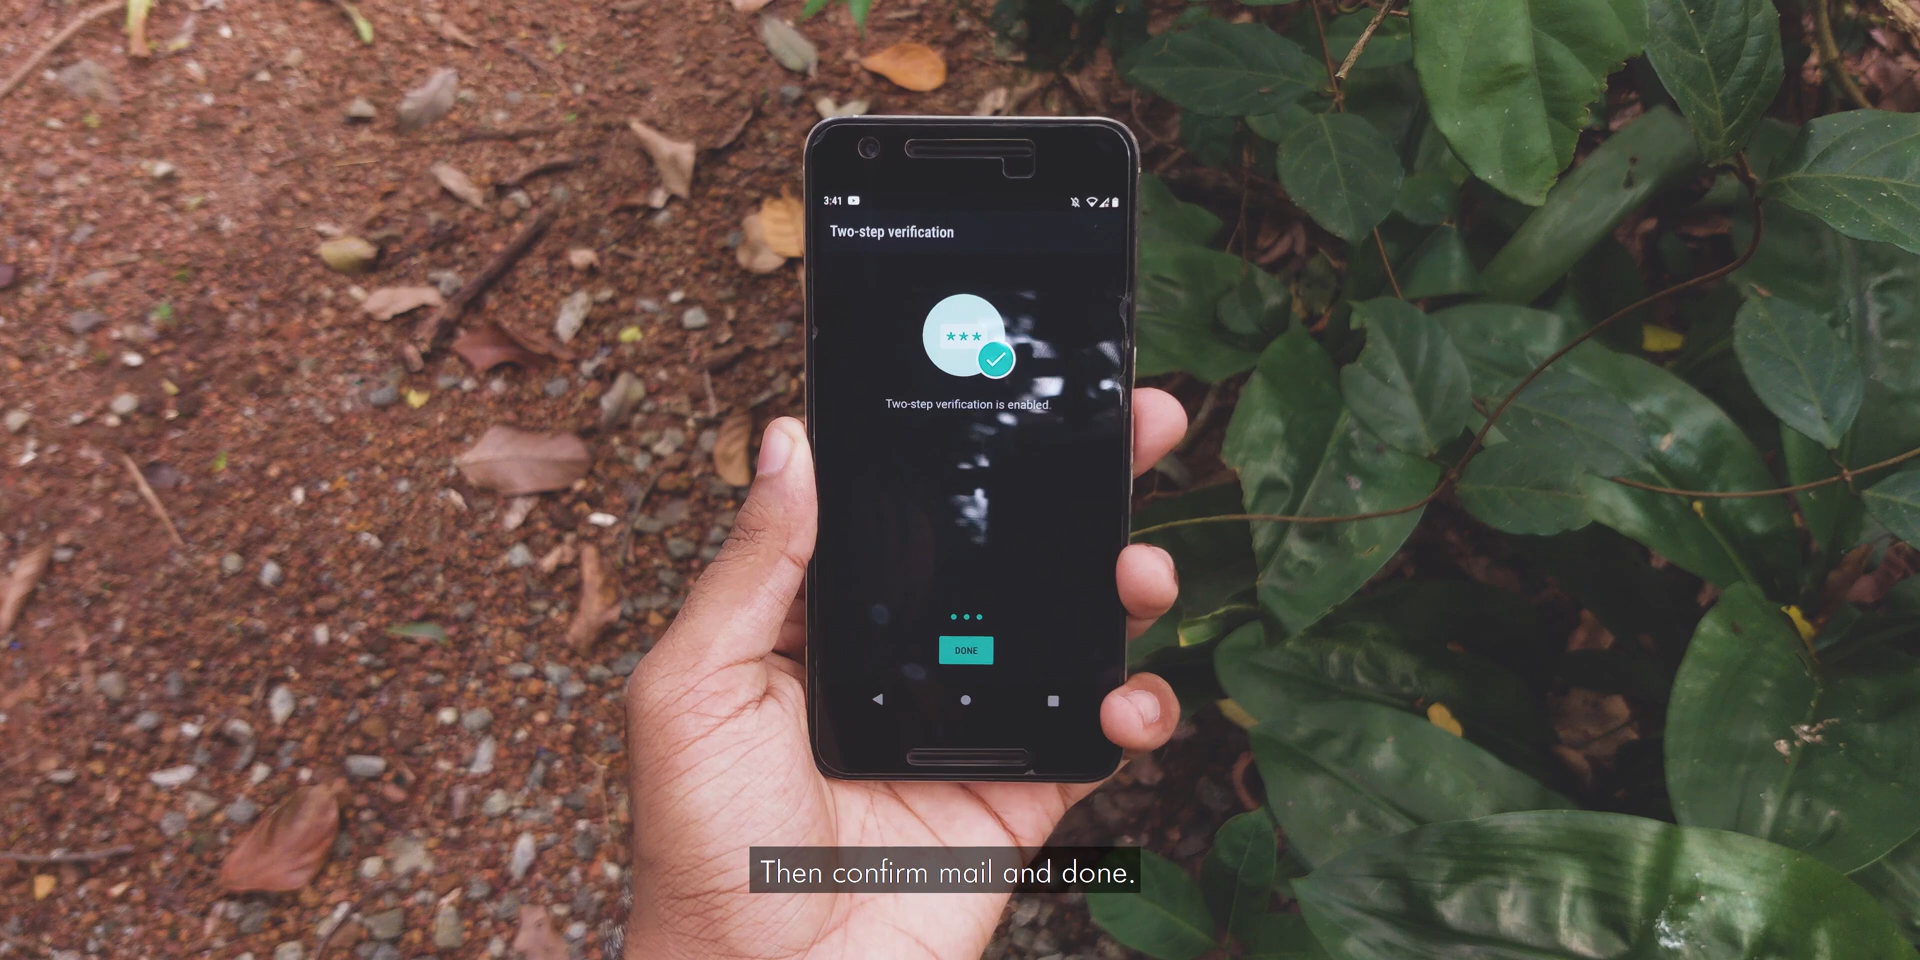 3:41
Two-step verification
***
Two-step verification is enabled.
DONE
Then confirm mail and done.